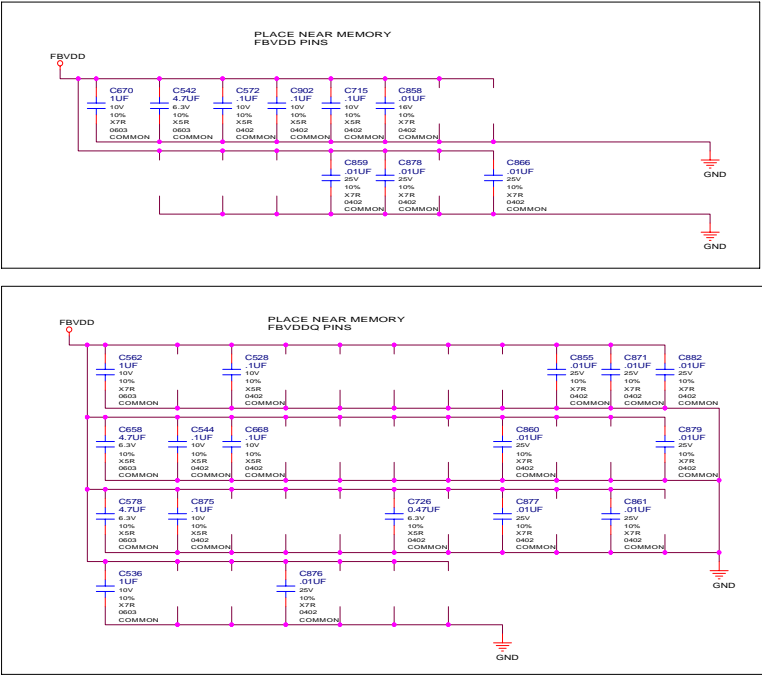 PLACE NEAR MEMORY
FBVDD PINS
FBVDD
C670
1UF
10V
10%
X7R
0603
COMMON
C542
4.7UF
6.3V
10%
X5R
0603
COMMON
C572
.1UF
10V
10%
X5R
0402
COMMON
C902
.1UF
10V
10%
X5R
0402
COMMON
C715
.1UF
10V
10%
X5R
0402
COMMON
C858
.01UF
16V
10%
X7R
0402
COMMON
GND
C859
.01UF
25V
10%
X7R
0402
COMMON
C878
.01UF
25V
10%
X7R
0402
COMMON
C866
.01UF
25V
10%
X7R
0402
COMMON
GND
PLACE NEAR MEMORY
FBVDDQ PINS
FBVDD
C562
1UF
10V
10%
X7R
0603
COMMON
C528
.1UF
10V
10%
X5R
0402
COMMON
C855
.01UF
25V
10%
X7R
0402
COMMON
C871
.01UF
25V
10%
X7R
0402
COMMON
C882
.01UF
25V
10%
X7R
0402
COMMON
C658
4.7UF
6.3V
10%
X5R
0603
COMMON
C544
.1UF
10V
10%
X5R
0402
COMMON
C668
.1UF
10V
10%
X5R
0402
COMMON
C860
.01UF
25V
10%
X7R
0402
COMMON
C879
.01UF
25V
10%
X7R
0402
COMMON
C578
4.7UF
6.3V
10%
X5R
0603
COMMON
C875
.1UF
10V
10%
X5R
0402
COMMON
C726
0.47UF
6.3V
10%
X5R
0402
COMMON
C877
.01UF
25V
10%
X7R
0402
COMMON
C861
.01UF
25V
10%
X7R
0402
COMMON
GND
C536
1UF
10V
10%
X7R
0603
COMMON
C876
.01UF
25V
10%
X7R
0402
COMMON
GND